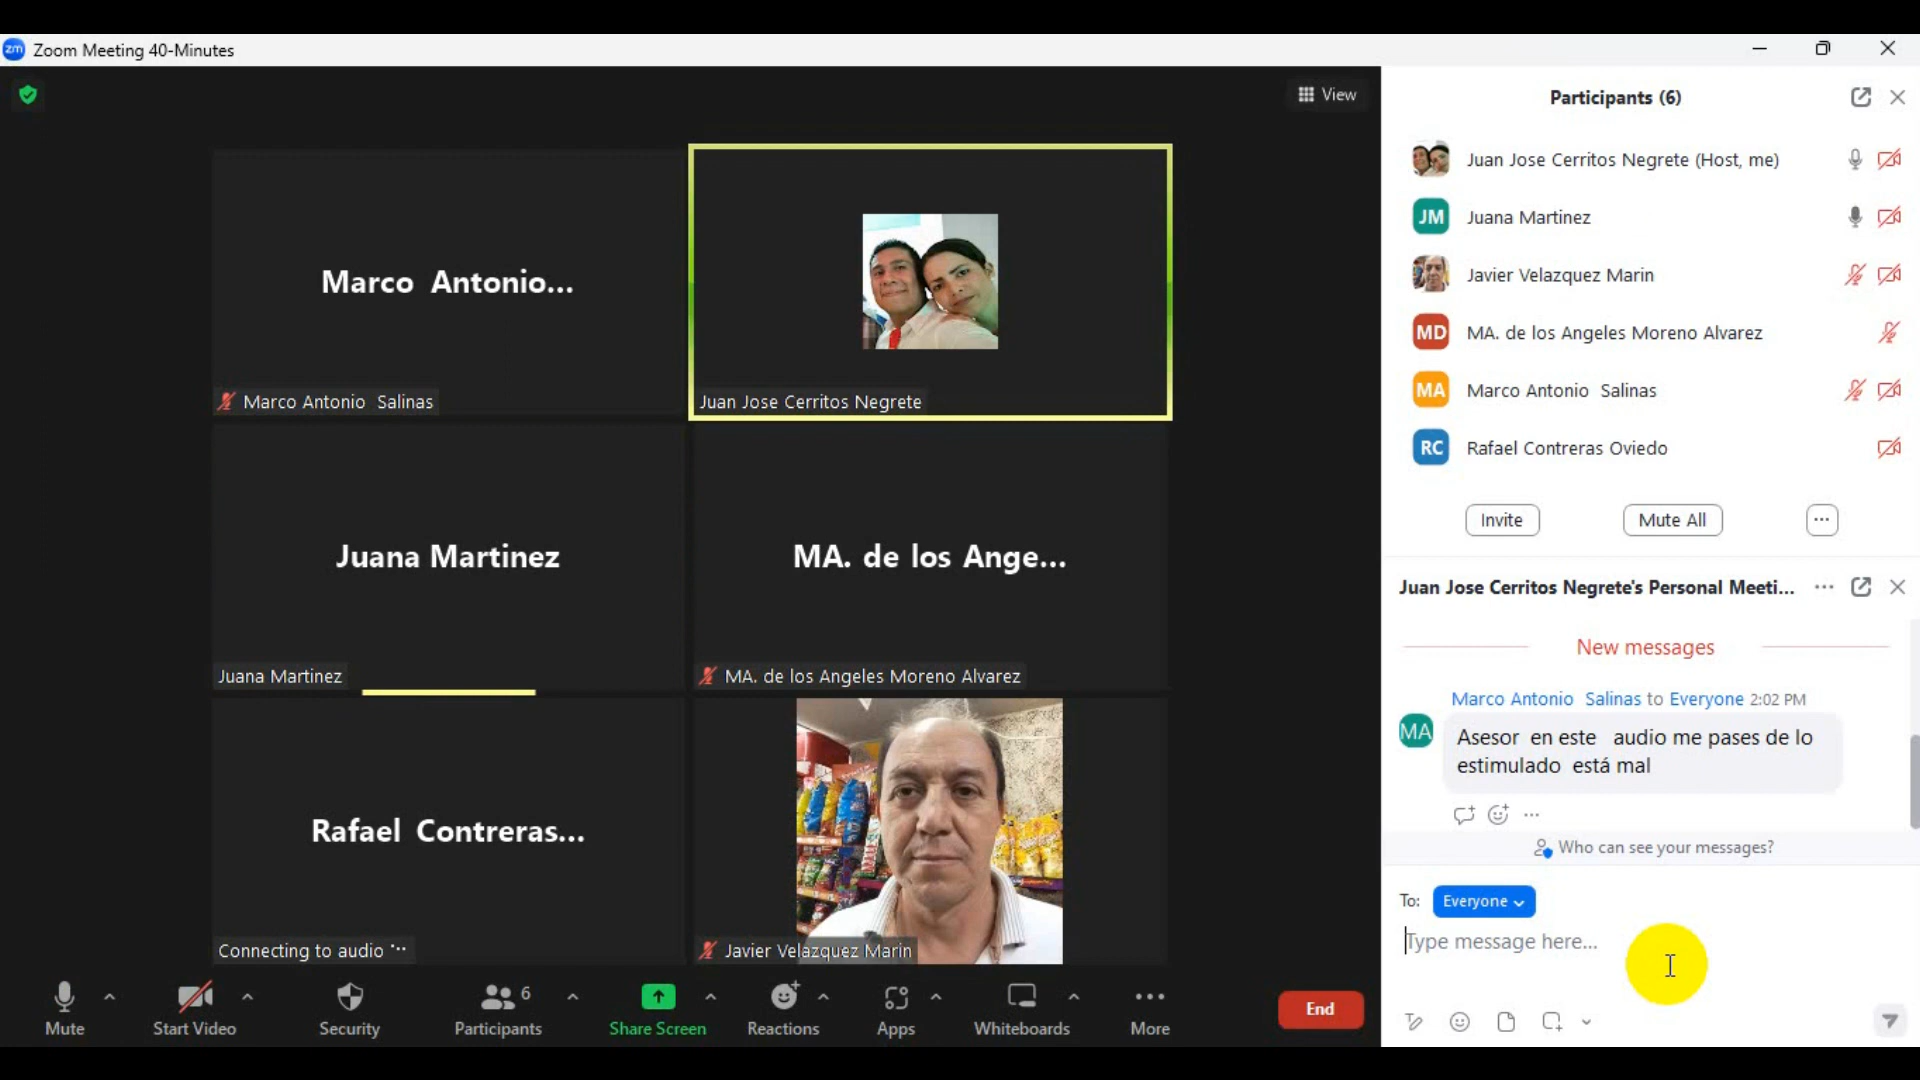 zm Zoom Meeting 40-Minutes
View
Marco Antonio...
Marco Antonio Salinas
Juan Jose Cerritos Negrete
Juana Martinez
Juana Martinez
MA. de los Ange...
MA. de los Angeles Moreno Alvarez
Rafael Contreras...
Connecting to audio ···
Javier Velazquez Marin
Mute
Start Video
Security
6
Participants
Share Screen
Reactions
Apps
Whiteboards
More
End
Participants (6)
Juan Jose Cerritos Negrete (Host, me)
JM Juana Martinez
Javier Velazquez Marin
MD MA. de los Angeles Moreno Alvarez
MA Marco Antonio Salinas
RC Rafael Contreras Oviedo
Invite
Mute All
Juan Jose Cerritos Negrete's Personal Meeti...
New messages
Marco Antonio Salinas to Everyone 2:02 PM
MA
Asesor en este audio me pases de lo
estimulado está mal
Who can see your messages?
To: Everyone
Type message here...